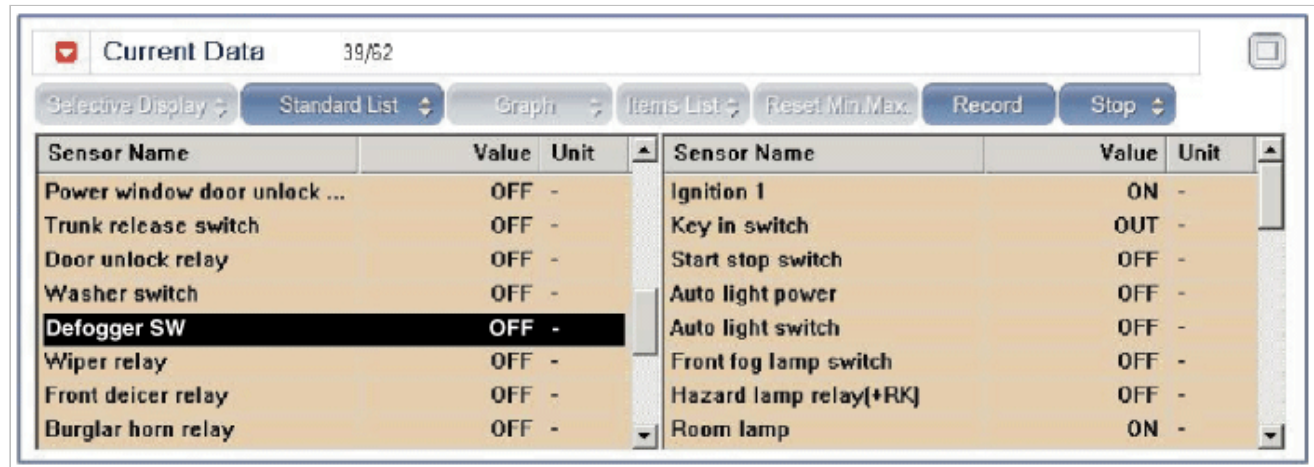 Current Data 39/62
Selective Display Standard List Graph Items List Reset Min.Max. Record Stop
Sensor Name Value Unit Sensor Name Value Unit
Power window door unlock ... OFF - Ignition 1 ON -
Trunk release switch OFF - Key in switch OUT -
Door unlock relay OFF - Start stop switch OFF -
Washer switch OFF - Auto light power OFF -
Defogger SW OFF - Auto light switch OFF -
Wiper relay OFF - Front fog lamp switch OFF -
Front deicer relay OFF - Hazard lamp relay(+RK) OFF -
Burglar horn relay OFF - Room lamp ON -